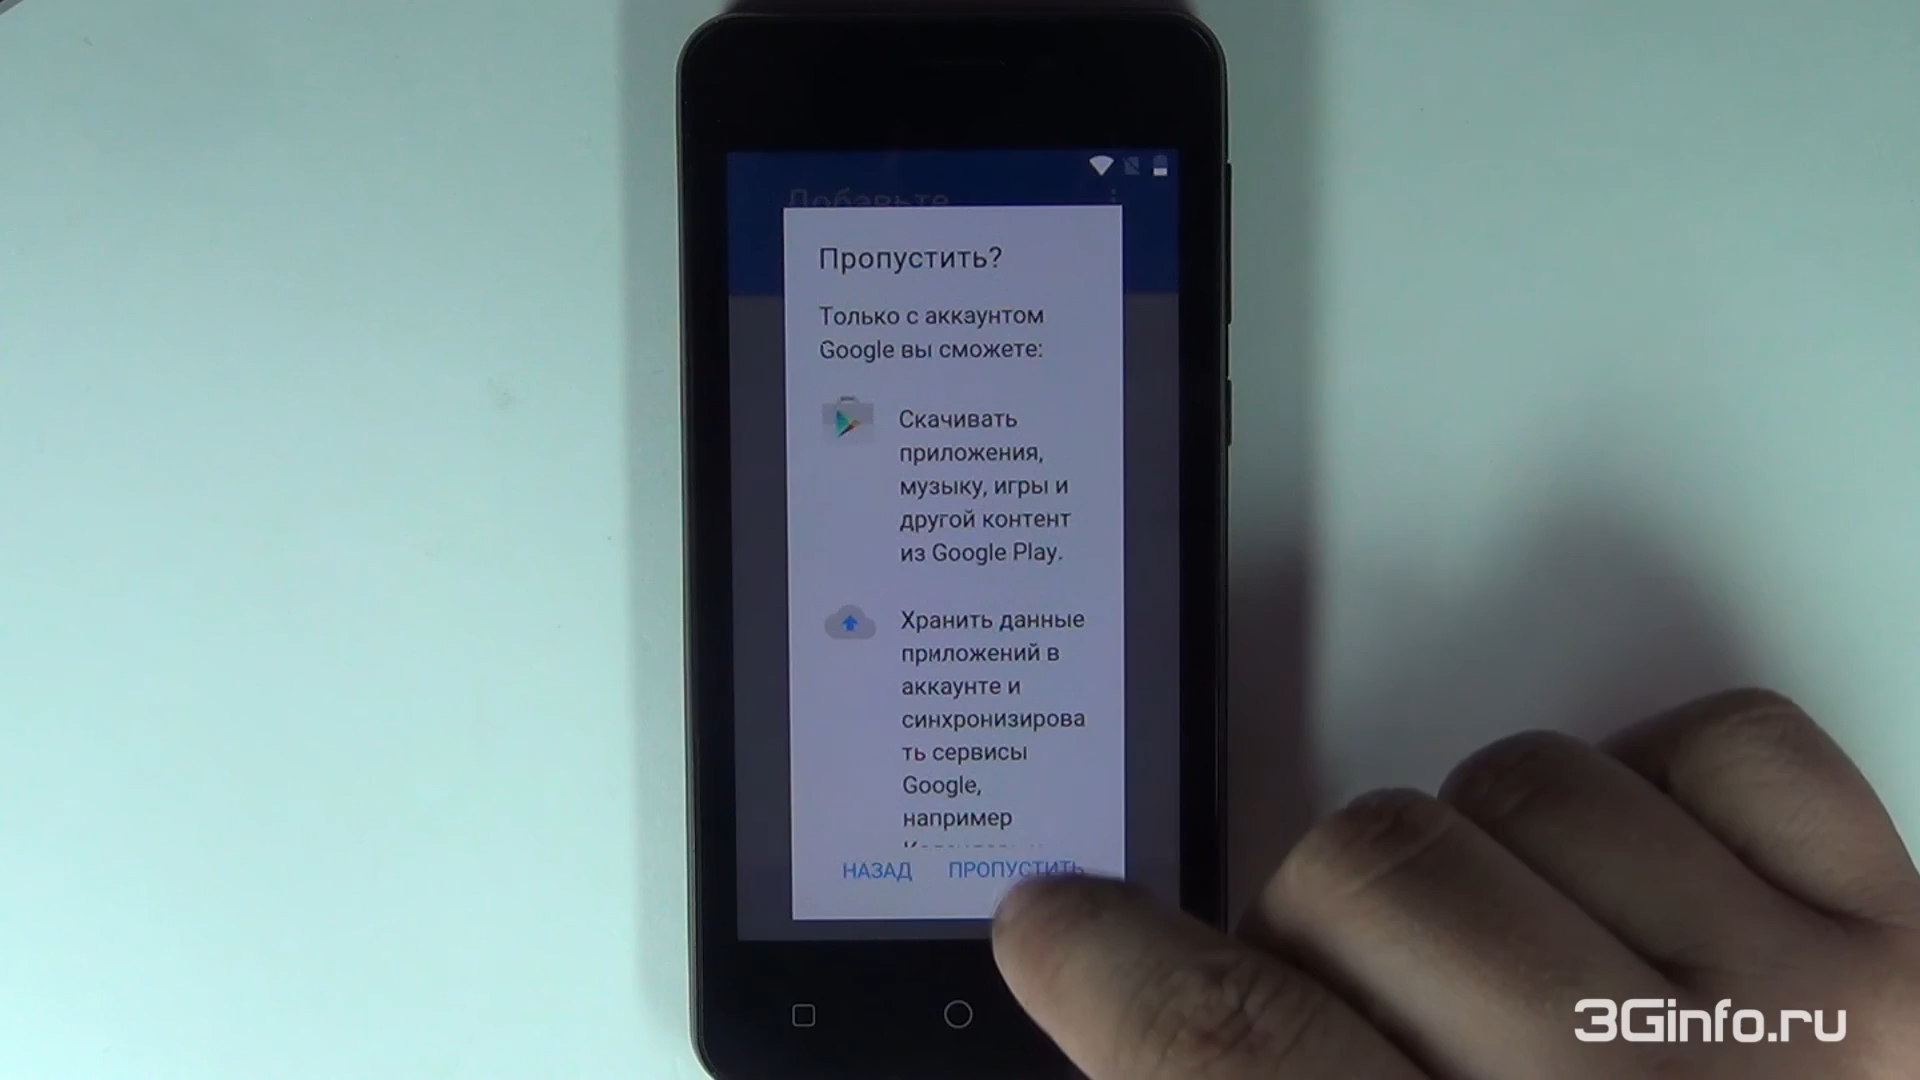 Добавьте
Пропустить?
Только с аккаунтом
Google вы сможете:
Скачивать
приложения,
музыку, игры и
другой контент
из Google Play.
Хранить данные
приложений в
аккаунте и
синхронизирова
ть сервисы
Google,
например
НАЗАД ПРОПУСТИТЬ
3Ginfo.ru